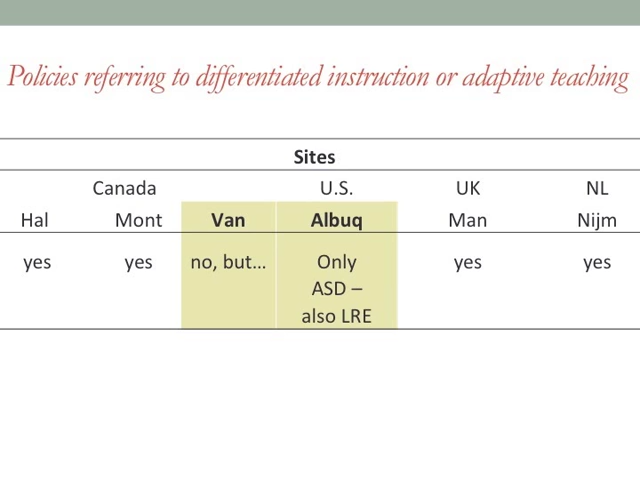 Policies referring to differentiated instruction or adaptive teaching
Sites
Canada U.S. UK NL
Hal Mont Van Albuq Man Nijm
yes yes no, but… Only yes yes
ASD –
also LRE